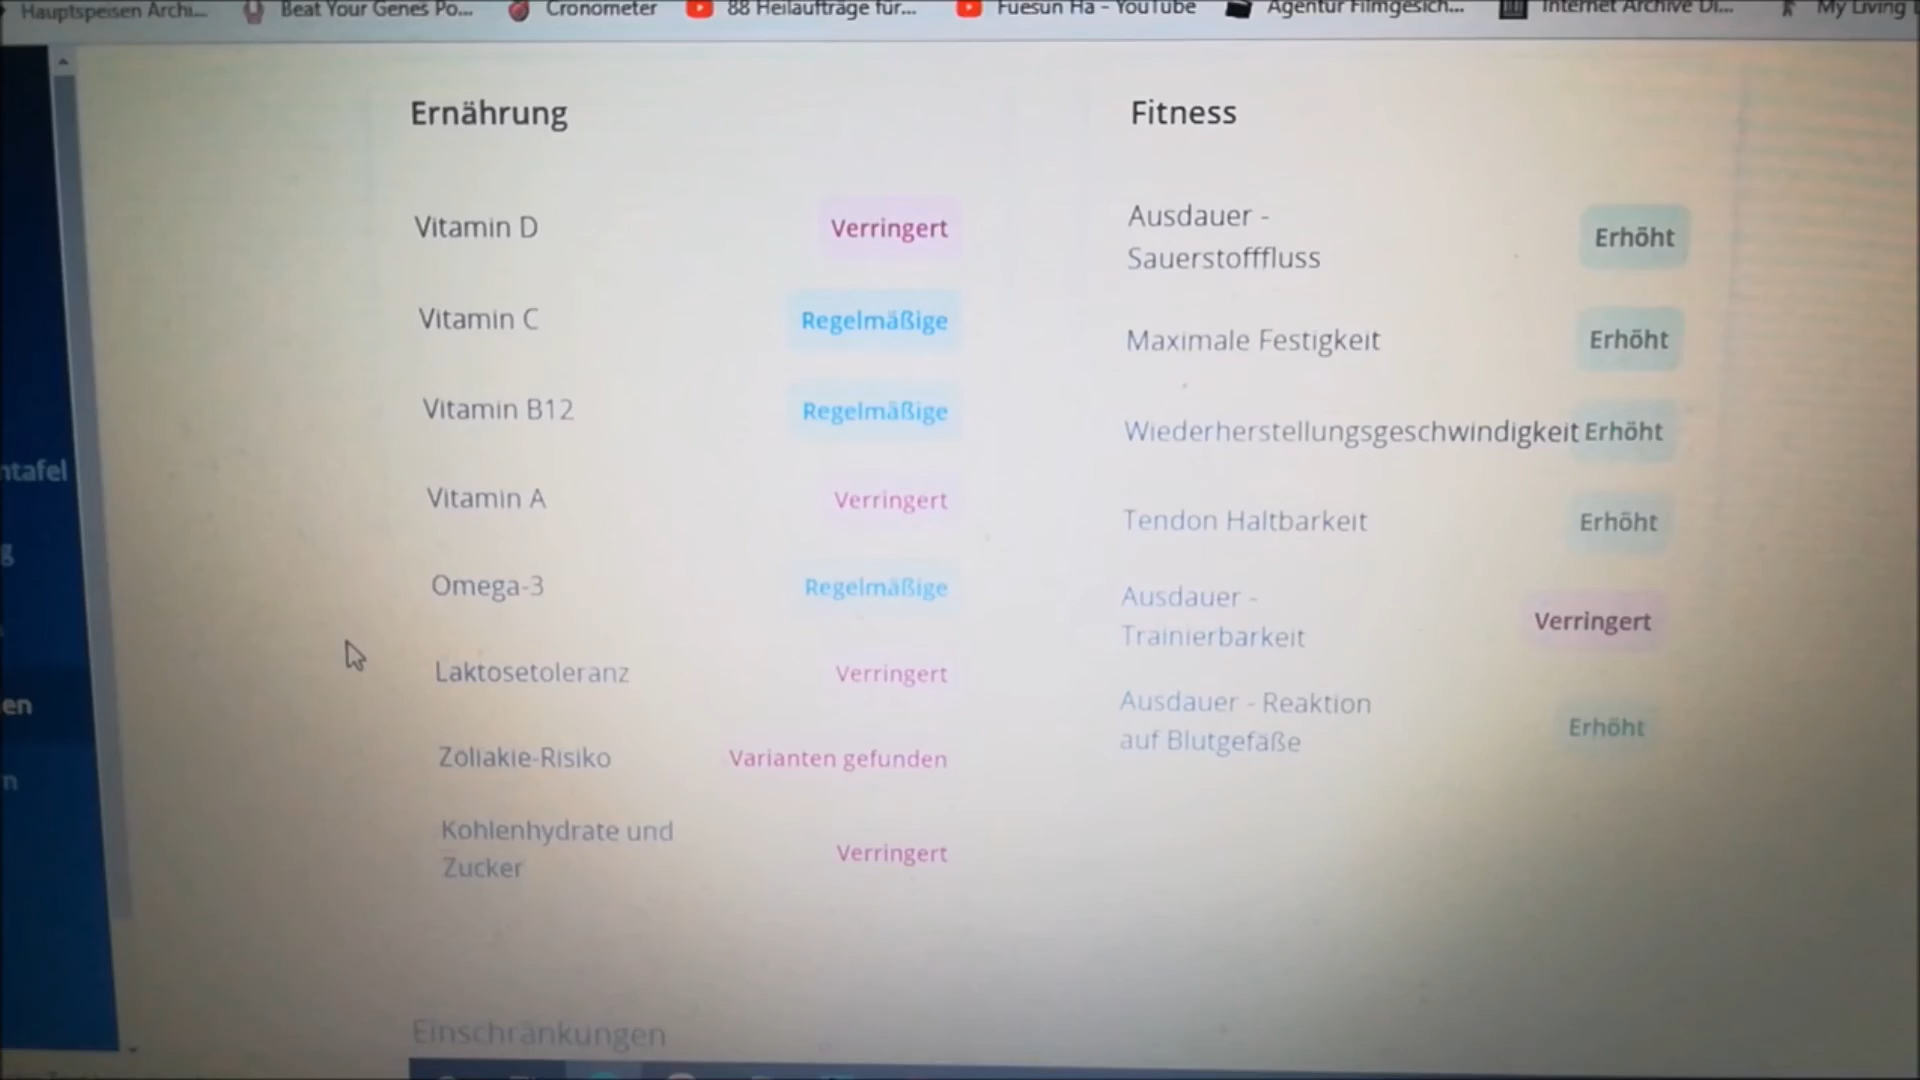 Hauptspeisen Archi...
Beat Your Genes Po...
Cronometer
88 Heilaufträge für...
Fuesun Ha - YouTube
Agentur Filmgesich...
Internet Archive Di...
My Living
ntafel
g
en
n
Ernährung
Vitamin D Verringert
Vitamin C Regelmäßige
Vitamin B12 Regelmäßige
Vitamin A Verringert
Omega-3 Regelmäßige
Laktosetoleranz Verringert
Zöliakie-Risiko Varianten gefunden
Kohlenhydrate und
Zucker Verringert
Fitness
Ausdauer -
Sauerstofffluss Erhöht
Maximale Festigkeit Erhöht
Wiederherstellungsgeschwindigkeit Erhöht
Tendon Haltbarkeit Erhöht
Ausdauer -
Trainierbarkeit Verringert
Ausdauer - Reaktion
auf Blutgefäße Erhöht
Einschränkungen